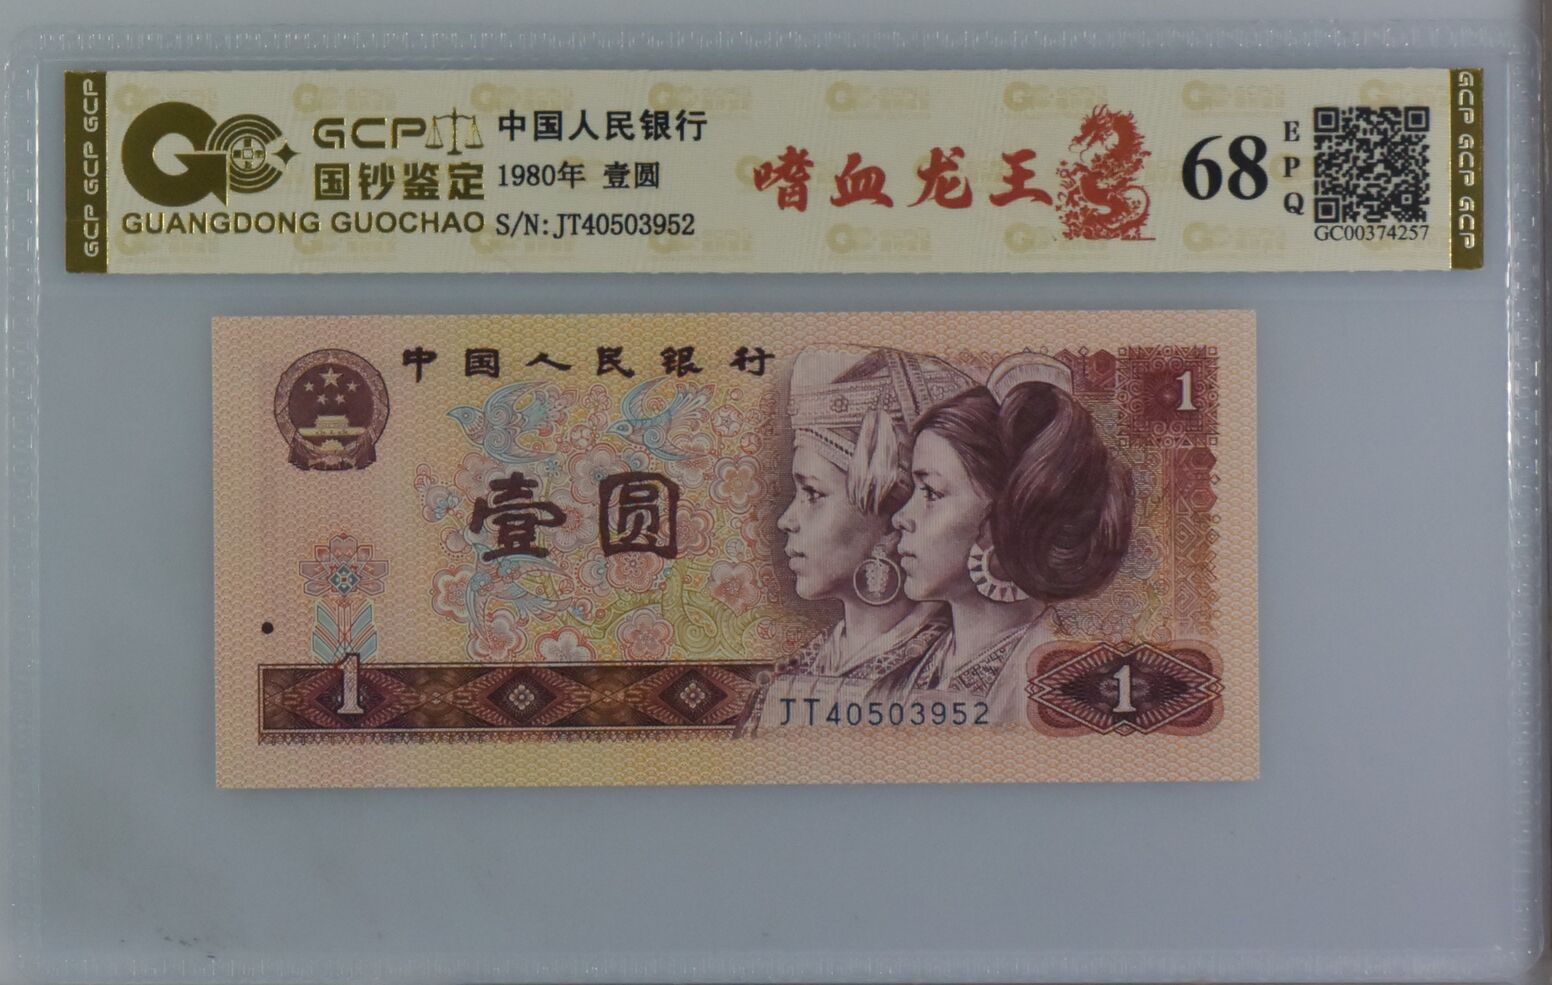 GCP GCP GCP
GCP
国钞鉴定
GUANGDONG GUOCHAO
中国人民银行
1980年 壹圆
S/N:JT40503952
嗜血龙王
68
EPQ
GC00374257
GCP GCP GCP
中国人民银行
1
壹圆
1
JT40503952
1